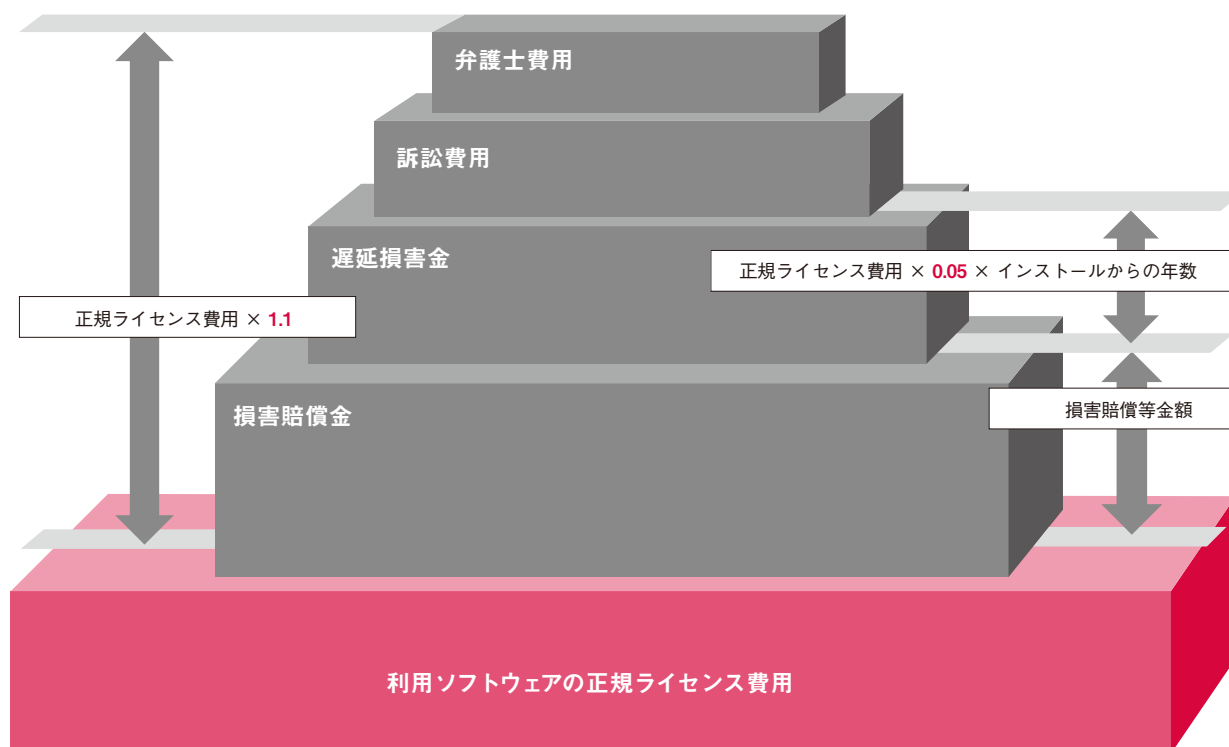 弁護士費用
訴訟費用
遅延損害金
正規ライセンス費用 × 0.05 × インストールからの年数
正規ライセンス費用 × 1.1
損害賠償金
損害賠償等金額
利用ソフトウェアの正規ライセンス費用